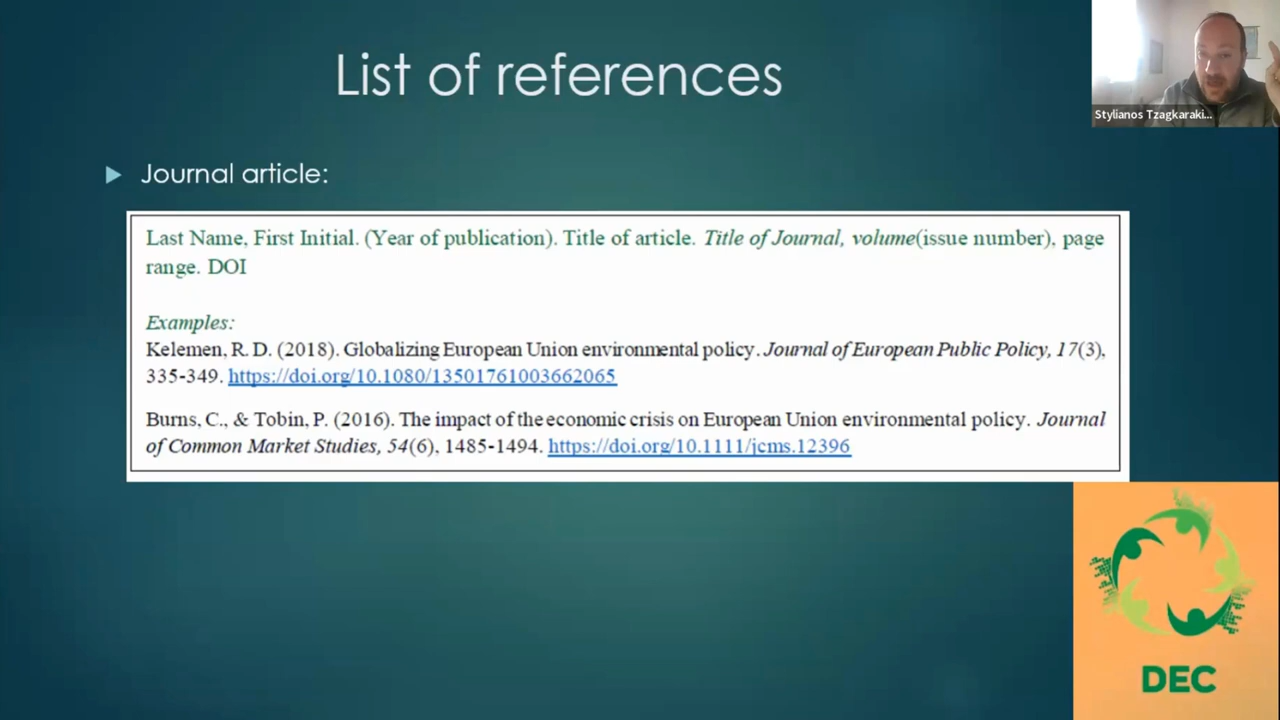 List of references
Stylianos Tzagkaraki...
Journal article:
Last Name, First Initial. (Year of publication). Title of article. Title of Journal, volume(issue number), page
range. DOI
Examples:
Kelemen, R. D. (2018). Globalizing European Union environmental policy. Journal of European Public Policy, 17(3),
335-349. https://doi.org/10.1080/13501761003662065
Burns, C., & Tobin, P. (2016). The impact of the economic crisis on European Union environmental policy. Journal
of Common Market Studies, 54(6), 1485-1494. https://doi.org/10.1111/jcms.12396
DEC